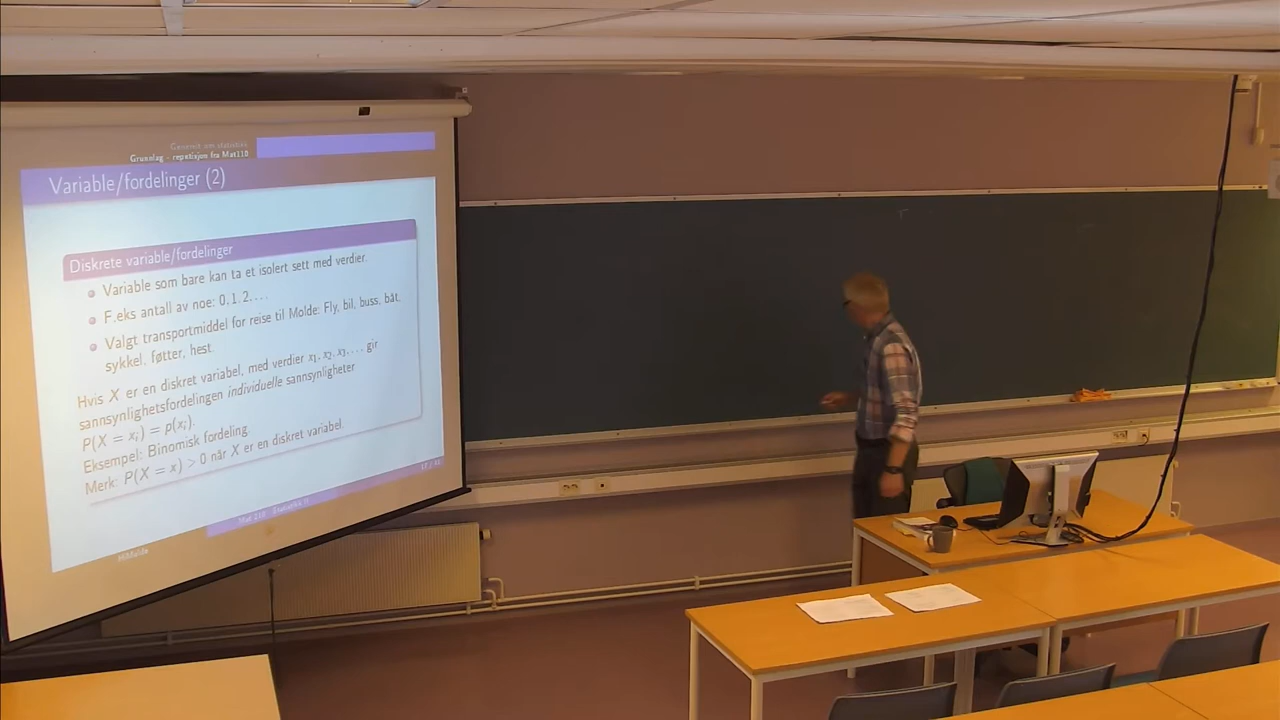 Generelt om statistikk
Grunnlag - repetisjon fra Mat110
Variable/fordelinger (2)
Diskrete variable/fordelinger
Variable som bare kan ta et isolert sett med verdier.
F.eks antall av noe: 0, 1, 2, . . .
Valgt transportmiddel for reise til Molde: Fly, bil, buss, båt,
sykkel, føtter, hest.
Hvis X er en diskret variabel, med verdier x₁, x₂, x₃, . . . gir
sannsynlighetsfordelingen individuelle sannsynligheter
P(X = xᵢ) = p(xᵢ).
Eksempel: Binomisk fordeling.
Merk: P(X = x) > 0 når X er en diskret variabel.
HiMolde